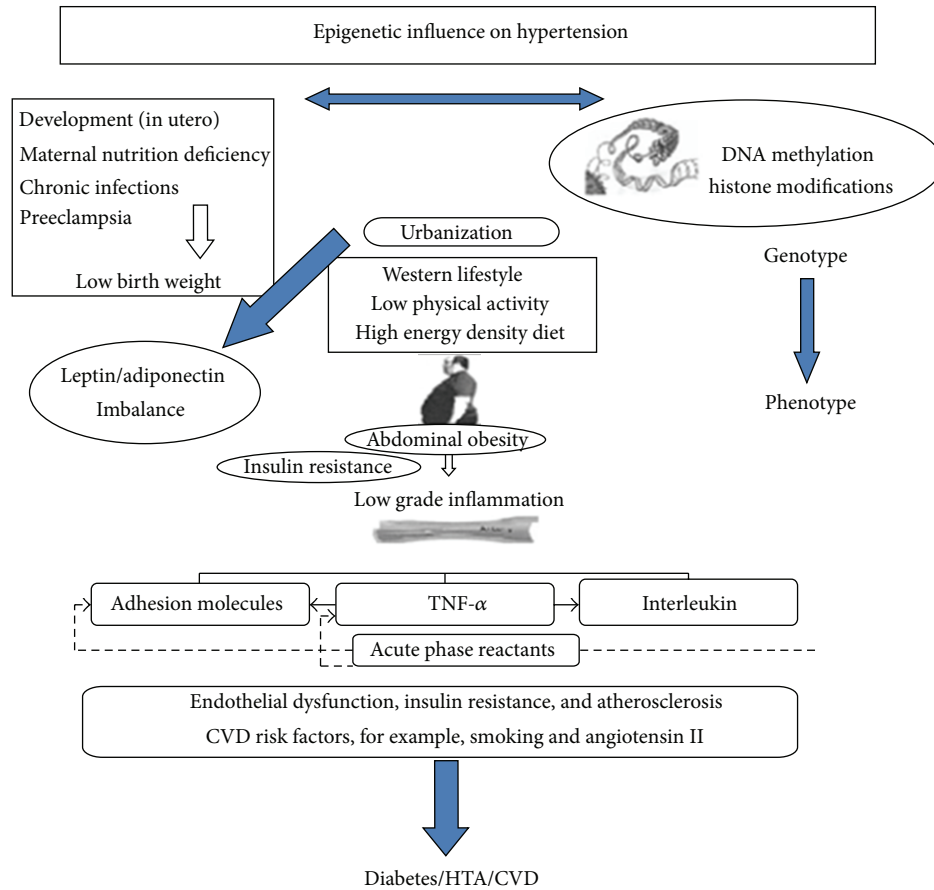 Epigenetic influence on hypertension
Development (in utero)
Maternal nutrition deficiency
Chronic infections
Preeclampsia
Low birth weight
DNA methylation
histone modifications
Urbanization
Western lifestyle
Low physical activity
High energy density diet
Genotype
Phenotype
Leptin/adiponectin
Imbalance
Abdominal obesity
Insulin resistance
Low grade inflammation
Adhesion molecules
TNF-α
Interleukin
Acute phase reactants
Endothelial dysfunction, insulin resistance, and atherosclerosis
CVD risk factors, for example, smoking and angiotensin II
Diabetes/HTA/CVD